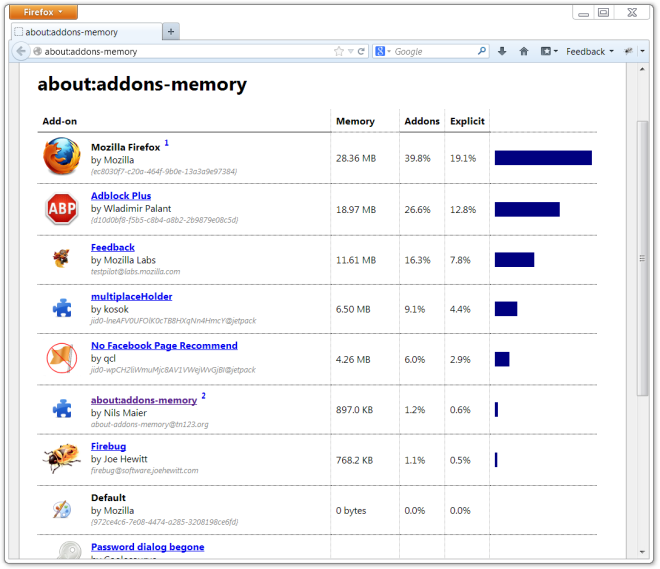 Firefox
about:addons-memory
about:addons-memory
Google
Feedback
about:addons-memory
Add-on Memory Addons Explicit
Mozilla Firefox 1
by Mozilla
{ec8030f7-c20a-464f-9b0e-13a3a9e97384}
28.36 MB 39.8% 19.1%
ABP
Adblock Plus
by Wladimir Palant
{d10d0bf8-f5b5-c8b4-a8b2-2b9879e08c5d}
18.97 MB 26.6% 12.8%
Feedback
by Mozilla Labs
testpilot@labs.mozilla.com
11.61 MB 16.3% 7.8%
multiplaceHolder
by kosok
jid0-lneAFV0UFOlK0cTB8HXqNn4HmcY@jetpack
6.50 MB 9.1% 4.4%
No Facebook Page Recommend
by qcl
jid0-wpCH2liWmuMjcBAV1VWejWvGjBI@jetpack
4.26 MB 6.0% 2.9%
about:addons-memory 2
by Nils Maier
about-addons-memory@tn123.org
897.0 KB 1.2% 0.6%
Firebug
by Joe Hewitt
firebug@software.joehewitt.com
768.2 KB 1.1% 0.5%
Default
by Mozilla
{972ce4c6-7e08-4474-a285-3208198ce6fd}
0 bytes 0.0% 0.0%
Password dialog begone